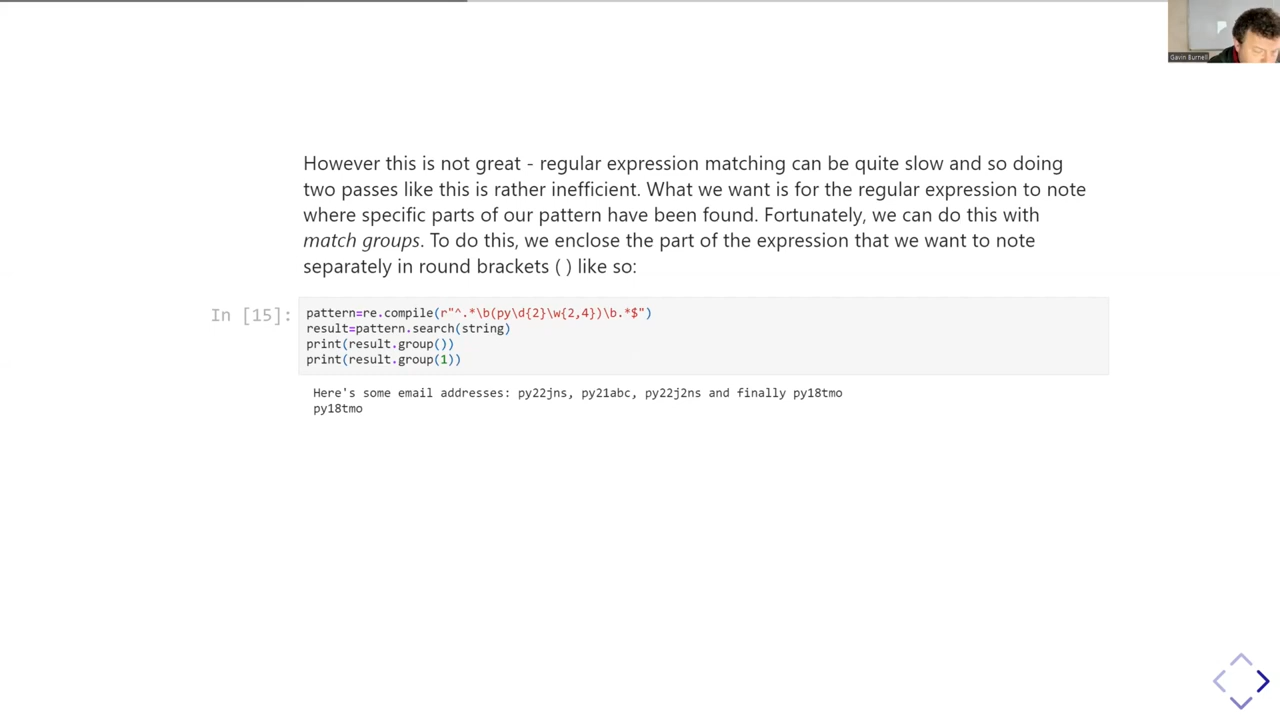 Gavin Burnell
However this is not great - regular expression matching can be quite slow and so doing
two passes like this is rather inefficient. What we want is for the regular expression to note
where specific parts of our pattern have been found. Fortunately, we can do this with
match groups. To do this, we enclose the part of the expression that we want to note
separately in round brackets ( ) like so:
In [15]:
pattern=re.compile(r"^.*\b(py\d{2}\w{2,4})\b.*$")
result=pattern.search(string)
print(result.group())
print(result.group(1))
Here's some email addresses: py22jns, py21abc, py22j2ns and finally py18tmo
py18tmo